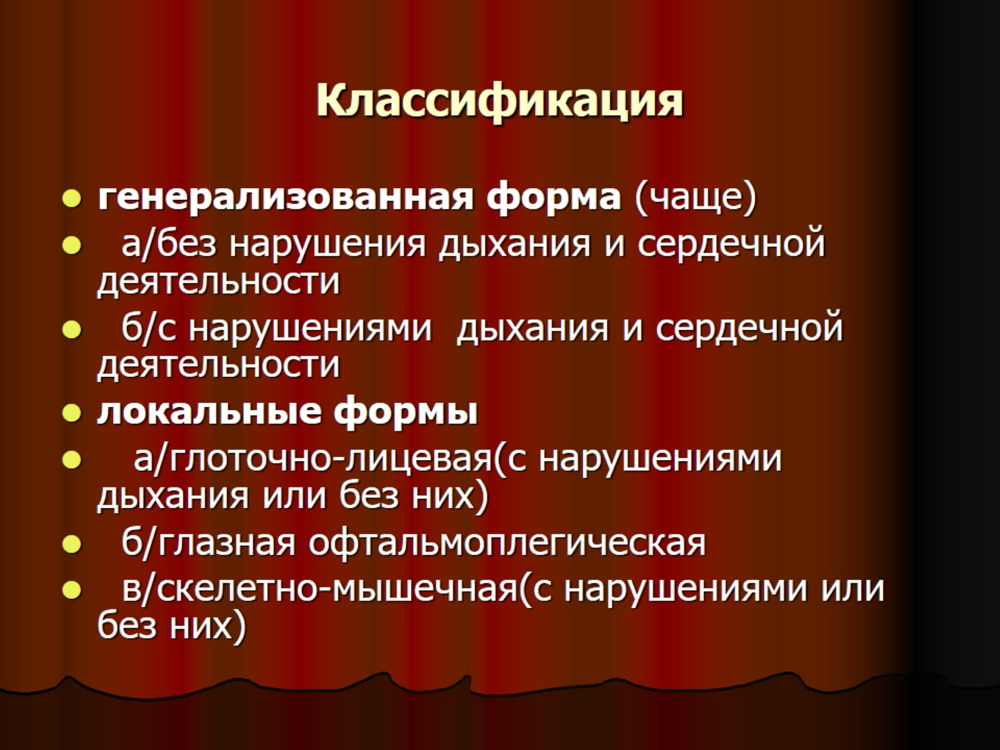 Классификация
генерализованная форма (чаще)
а/без нарушения дыхания и сердечной
деятельности
б/с нарушениями  дыхания и сердечной
деятельности
локальные формы
а/глоточно-лицевая(с нарушениями
дыхания или без них)
б/глазная офтальмоплегическая
в/скелетно-мышечная(с нарушениями или
без них)